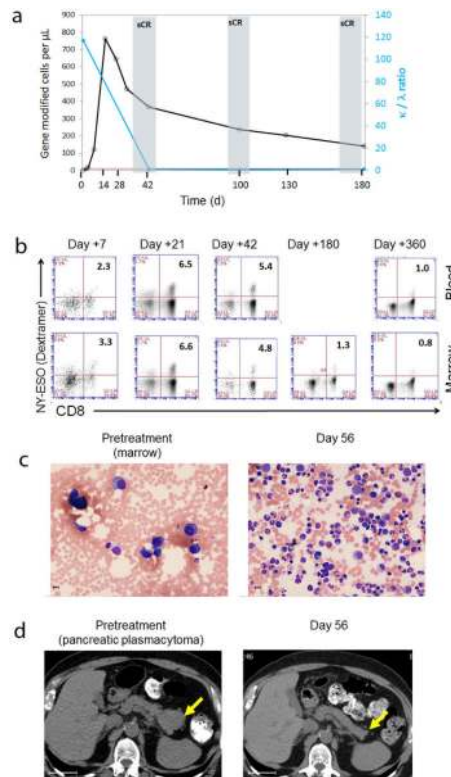 a
sCR sCR sCR
Gene modified cells per µL
900
800
700
600
500
400
300
200
100
0
140
120
100
80
60
40
20
0
κ / λ ratio
0 14 28 42 100 130 180
Time (d)
b
Day +7 Day +21 Day +42 Day +180 Day +360
2.3 6.5 5.4 1.0
Blood
NY-ESO (Dextramer)
3.3 6.6 4.8 1.3 0.8
Marrow
CD8
c
Pretreatment
(marrow)
Day 56
d
Pretreatment
(pancreatic plasmacytoma)
Day 56